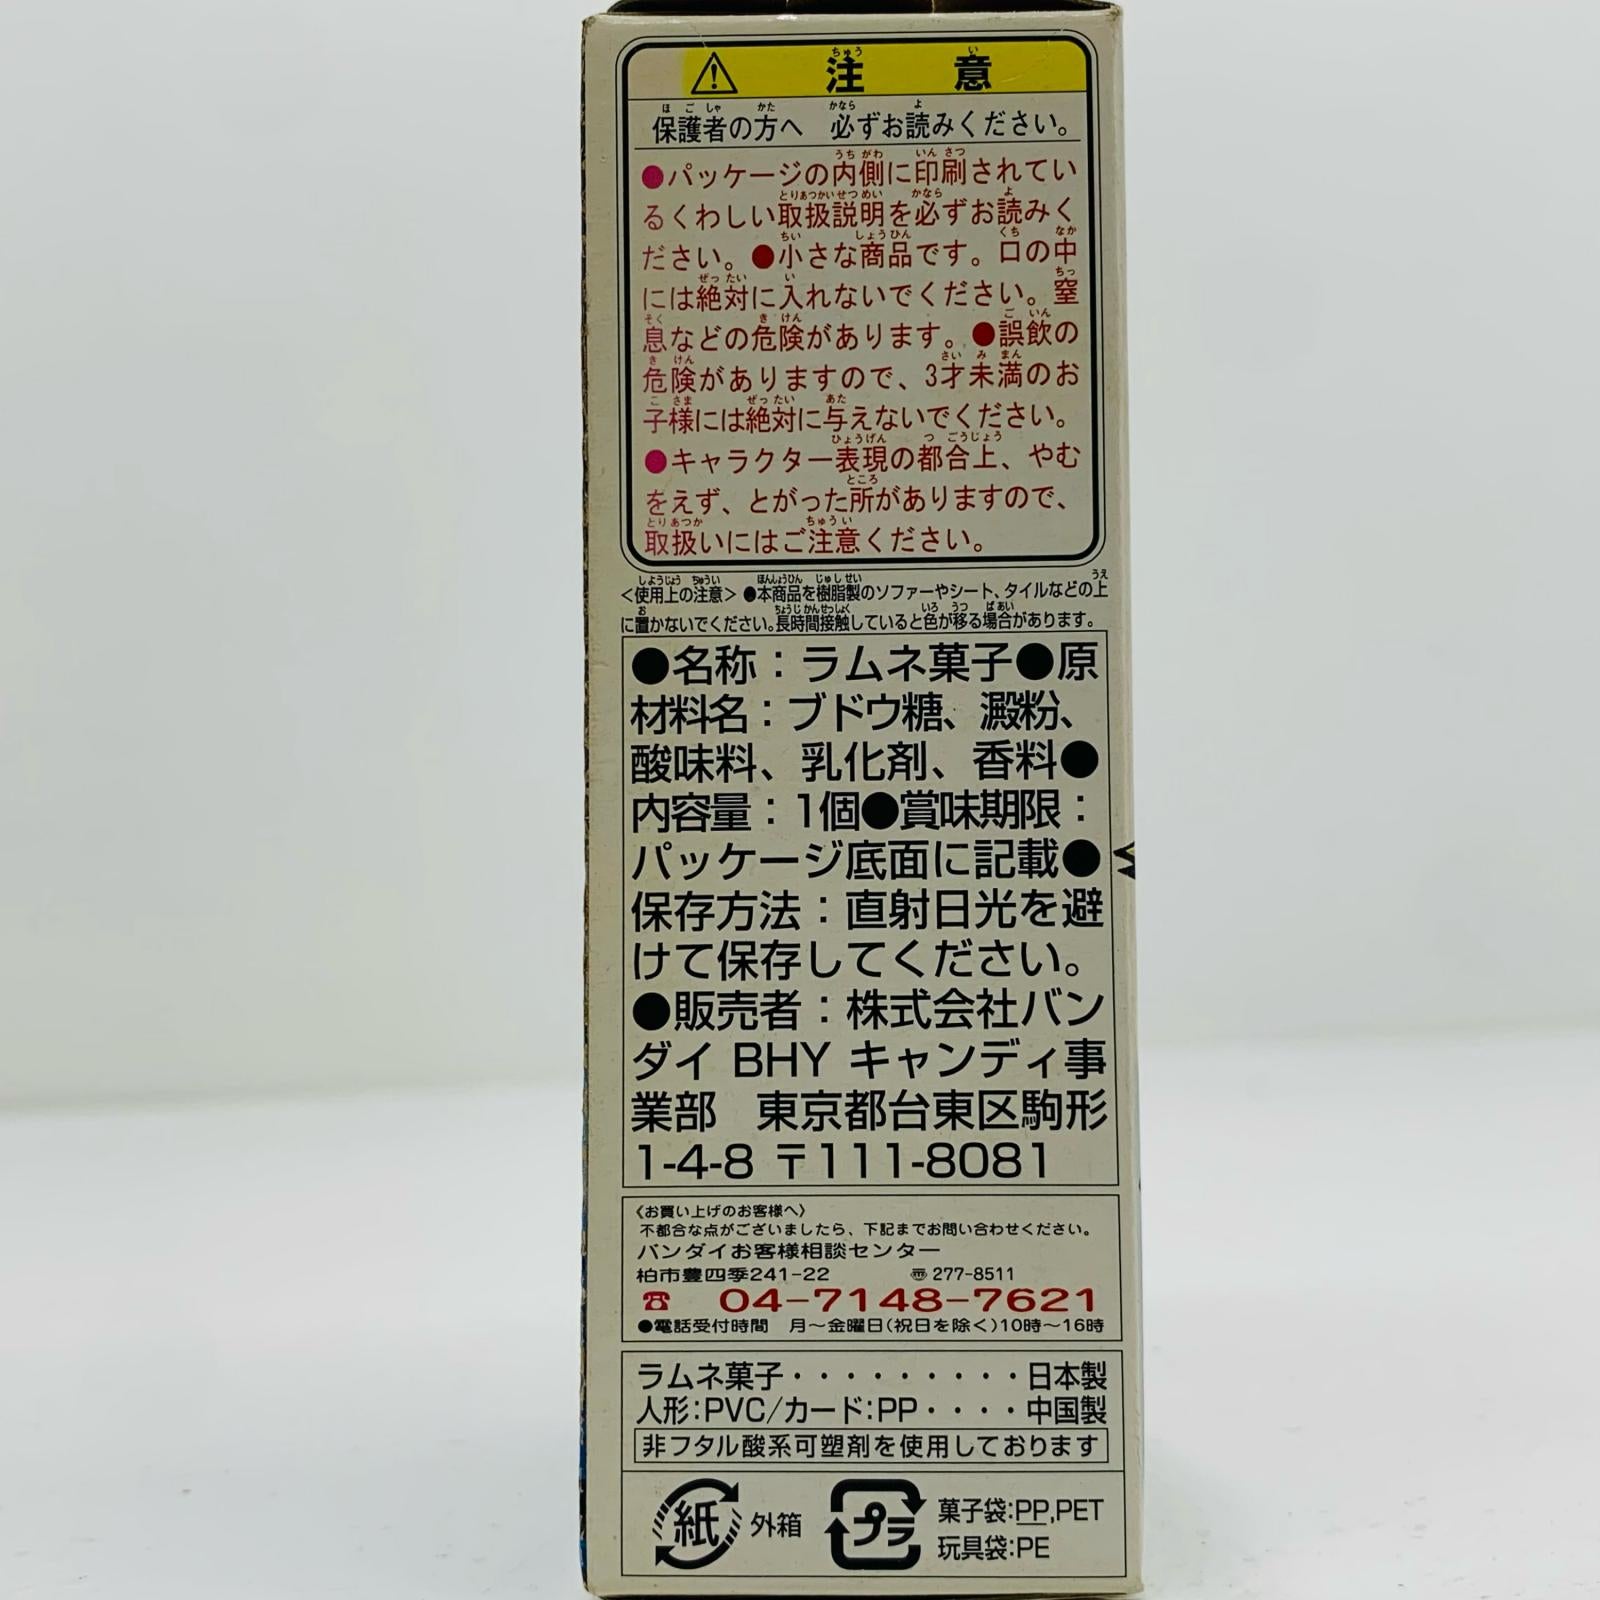 注意
保護者の方へ 必ずお読みください。
●パッケージの内側に印刷されてい
るくわしい取扱説明を必ずお読みく
ださい。●小さな商品です。口の中
には絶対に入れないでください。窒
息などの危険があります。●誤飲の
危険がありますので、3才未満のお
子様には絶対に与えないでください。
●キャラクター表現の都合上、やむ
をえず、とがった所がありますので、
取扱いにはご注意ください。
<使用上の注意>●本商品を樹脂製のソファーやシート、タイルなどの上
に置かないでください。長時間接触していると色が移る場合があります。
●名称：ラムネ菓子●原
材料名：ブドウ糖、澱粉、
酸味料、乳化剤、香料●
内容量：1個●賞味期限：
パッケージ底面に記載●
保存方法：直射日光を避
けて保存してください。
●販売者：株式会社バン
ダイ BHY キャンディ事
業部 東京都台東区駒形
1-4-8 〒111-8081
《お買い上げのお客様へ》
不都合な点がございましたら、下記までお問い合わせください。
バンダイお客様相談センター
柏市豊四季241-22 〠277-8511
☎ 04-7148-7621
●電話受付時間 月～金曜日(祝日を除く)10時～16時
ラムネ菓子・・・・・・・・・日本製
人形:PVC/カード:PP・・・・中国製
非フタル酸系可塑剤を使用しております
紙 外箱 プラ 菓子袋:PP,PET
玩具袋:PE